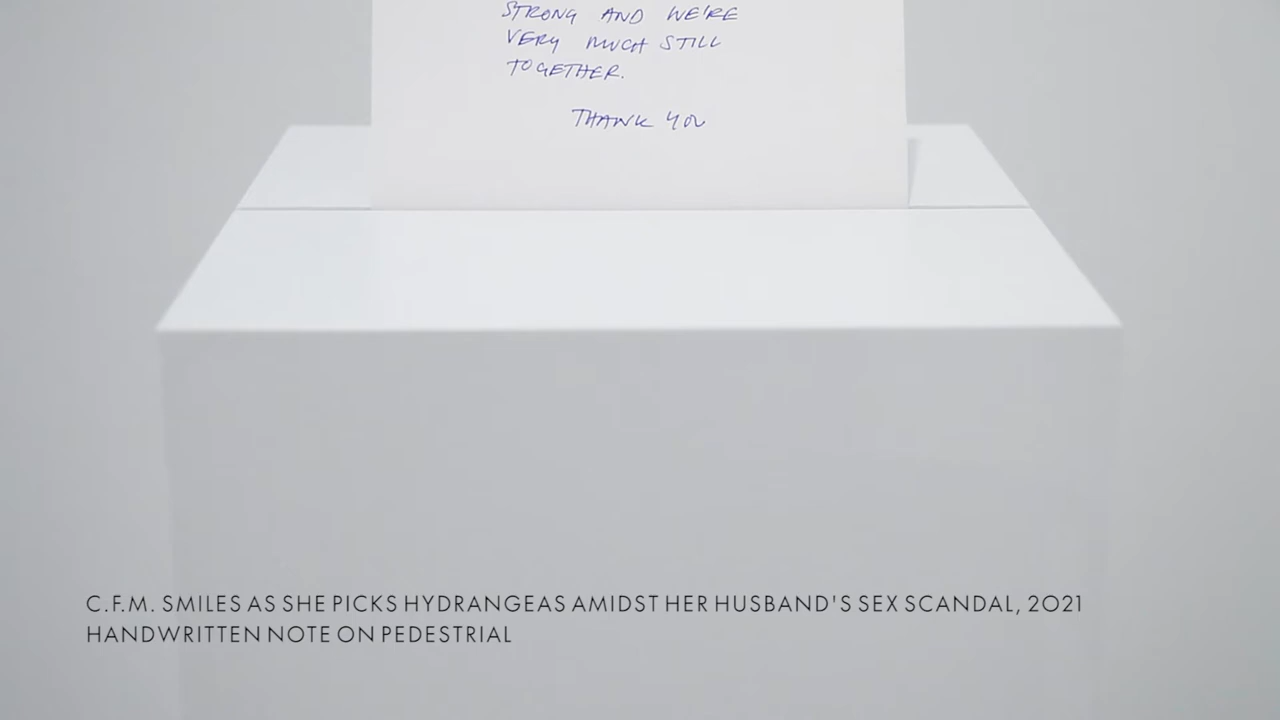 STRONG AND WE'RE
VERY MUCH STILL
TOGETHER.
THANK YOU
C.F.M. SMILES AS SHE PICKS HYDRANGEAS AMIDST HER HUSBAND'S SEX SCANDAL, 2021
HANDWRITTEN NOTE ON PEDESTRIAL